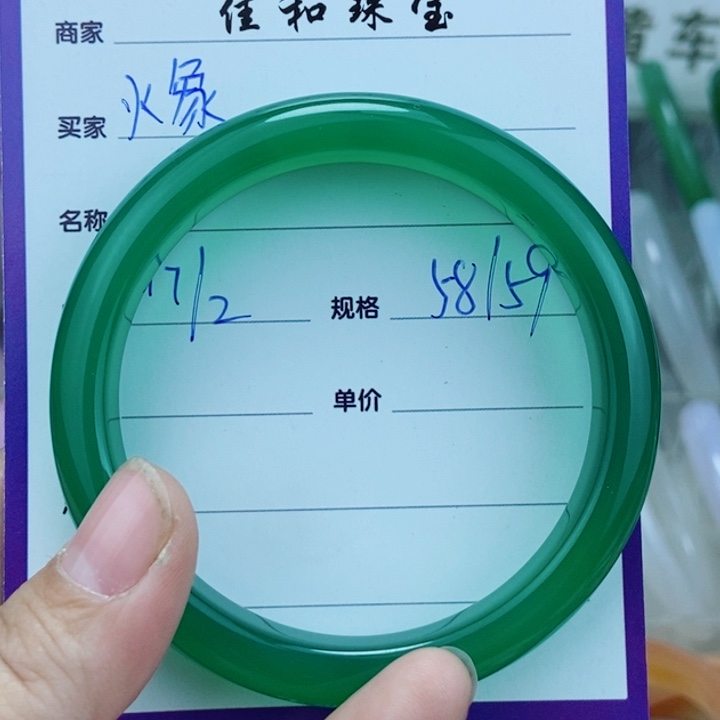 佳和珠宝
商家
买家 火象
名称
17/2 规格 58/59
单价